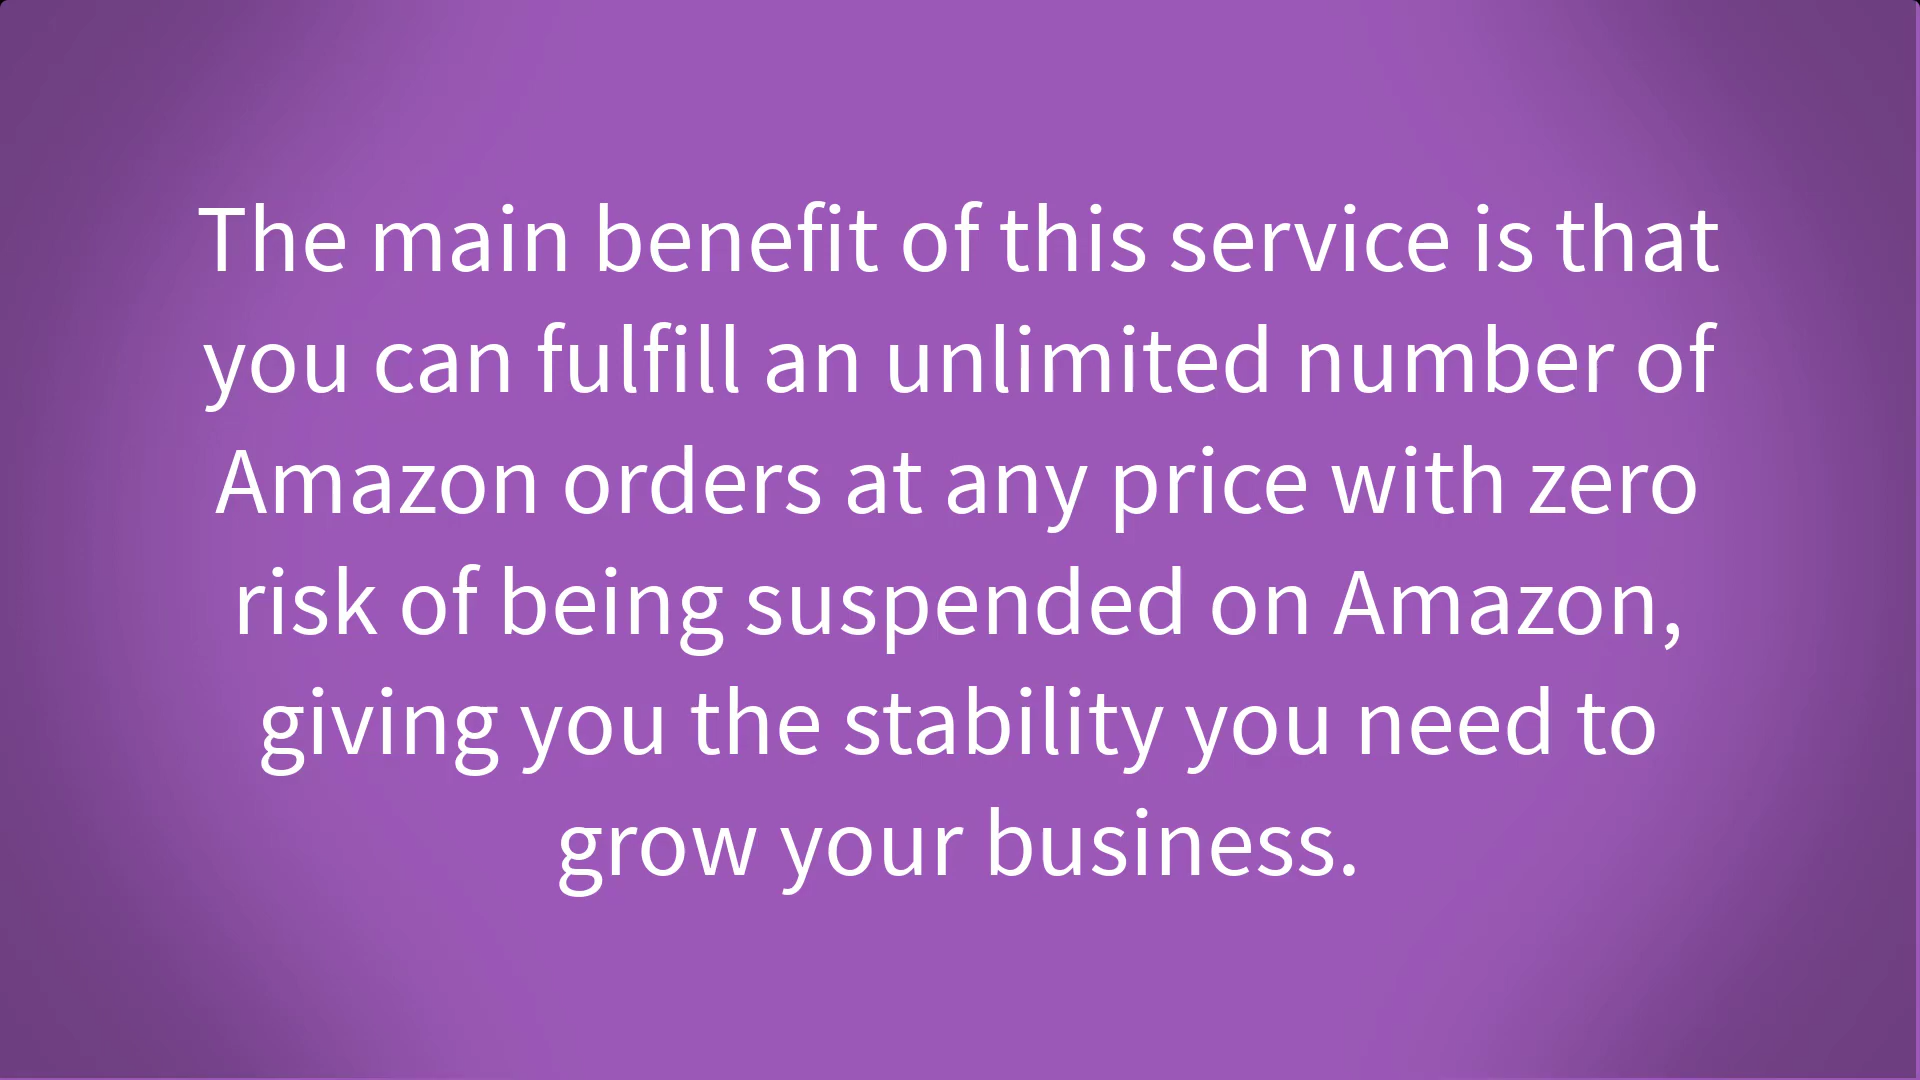 The main benefit of this service is that
you can fulfill an unlimited number of
Amazon orders at any price with zero
risk of being suspended on Amazon,
giving you the stability you need to
grow your business.